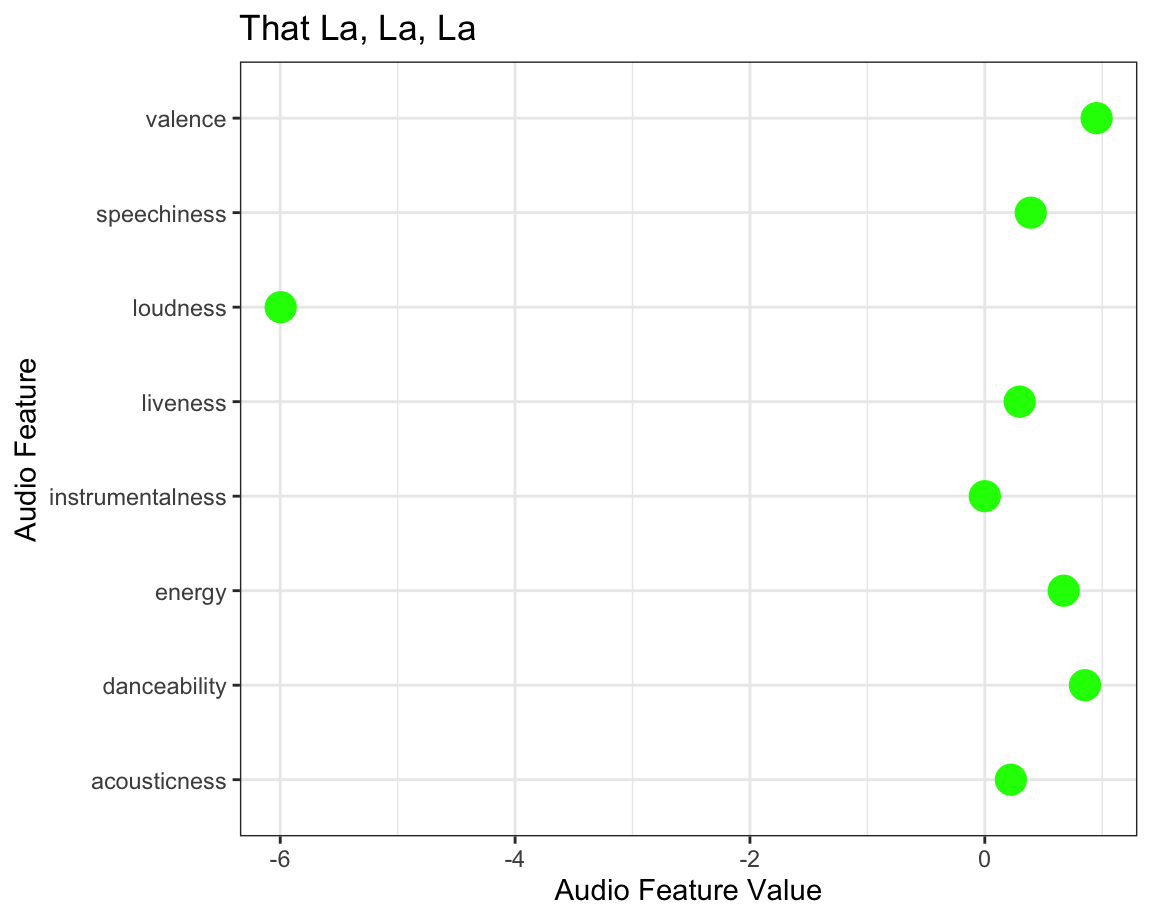 That La, La, La
valence
speechiness
loudness
liveness
instrumentalness
energy
danceability
acousticness
Audio Feature
-6 -4 -2 0
Audio Feature Value